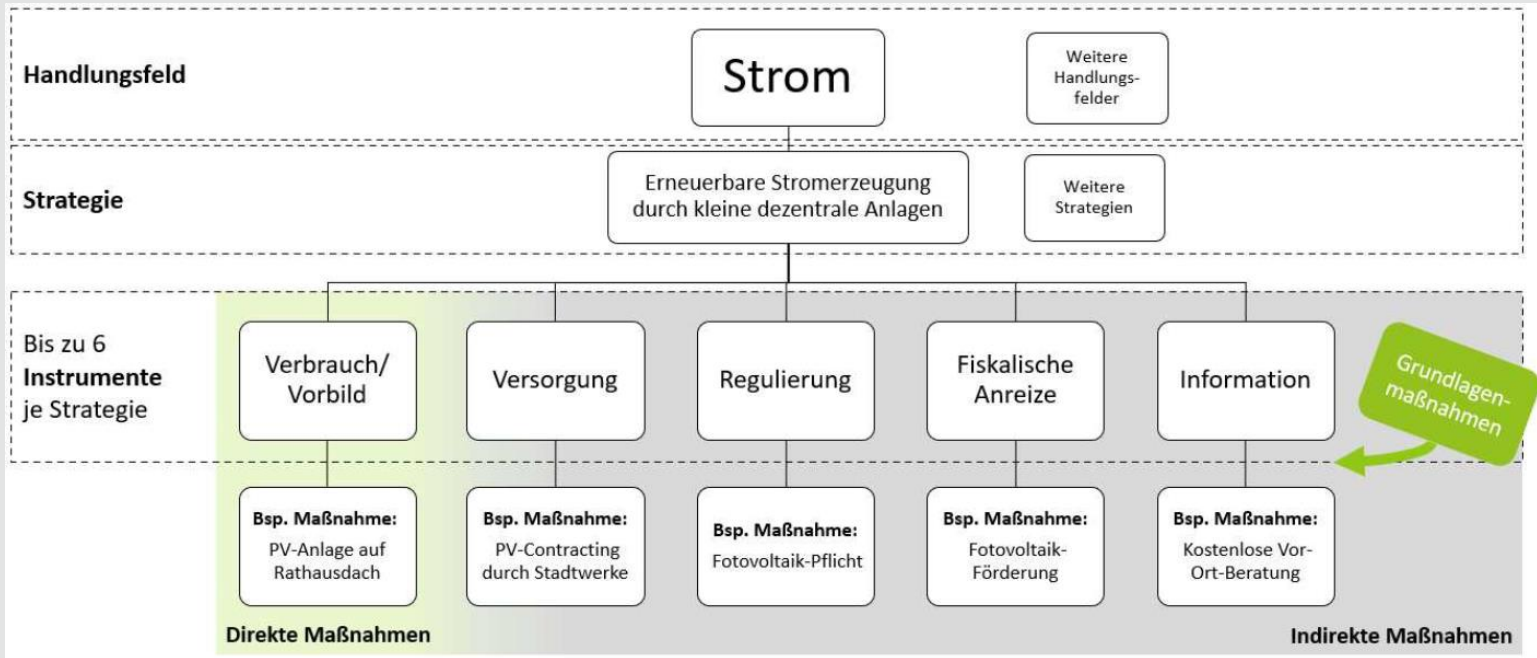 Handlungsfeld
Strom
Weitere
Handlungs-
felder
Strategie
Erneuerbare Stromerzeugung
durch kleine dezentrale Anlagen
Weitere
Strategien
Bis zu 6
Instrumente
je Strategie
Verbrauch/
Vorbild
Versorgung
Regulierung
Fiskalische
Anreize
Information
Grundlagen-
maßnahmen
Bsp. Maßnahme:
PV-Anlage auf
Rathausdach
Bsp. Maßnahme:
PV-Contracting
durch Stadtwerke
Bsp. Maßnahme:
Fotovoltaik-Pflicht
Bsp. Maßnahme:
Fotovoltaik-
Förderung
Bsp. Maßnahme:
Kostenlose Vor-
Ort-Beratung
Direkte Maßnahmen
Indirekte Maßnahmen